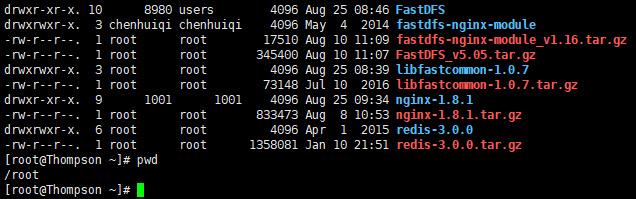 drwxr-xr-x. 10      8980 users         4096 Aug 25 08:46 FastDFS
drwxrwxr-x.  3 chenhuiqi chenhuiqi    4096 May  4  2014 fastdfs-nginx-module
-rw-r--r--.  1 root      root         17510 Aug 10 11:09 fastdfs-nginx-module_v1.16.tar.gz
-rw-r--r--.  1 root      root        345400 Aug 10 11:07 FastDFS_v5.05.tar.gz
drwxrwxr-x.  3 root      root          4096 Aug 25 08:39 libfastcommon-1.0.7
-rw-r--r--.  1 root      root         73148 Jul 10  2016 libfastcommon-1.0.7.tar.gz
drwxr-xr-x.  9      1001      1001    4096 Aug 25 09:34 nginx-1.8.1
-rw-r--r--.  1 root      root        833473 Aug  8 10:53 nginx-1.8.1.tar.gz
drwxrwxr-x.  6 root      root          4096 Apr  1  2015 redis-3.0.0
-rw-r--r--.  1 root      root       1358081 Jan 10 21:51 redis-3.0.0.tar.gz
[root@Thompson ~]# pwd
/root
[root@Thompson ~]#